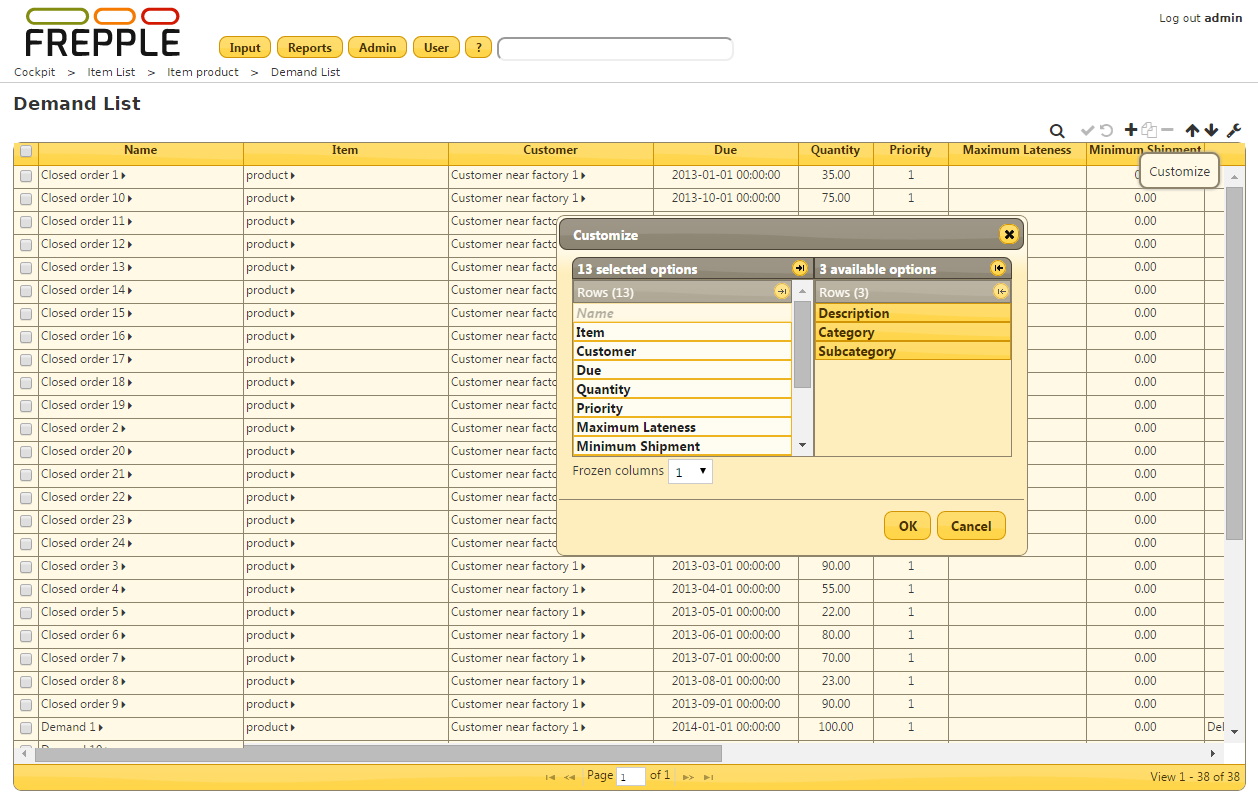 Log out admin
FREPPLE
Input Reports Admin User ?
Cockpit > Item List > Item product > Demand List
Demand List
Name Item Customer Due Quantity Priority Maximum Lateness Minimum Shipment
Customize
Closed order 1 product Customer near factory 1 2013-01-01 00:00:00 35.00 1
Closed order 10 product Customer near factory 1 2013-10-01 00:00:00 75.00 1 0.00
Closed order 11 product Customer near 0.00
Closed order 12 product Customer near 0.00
Closed order 13 product Customer near 0.00
Closed order 14 product Customer near 0.00
Closed order 15 product Customer near 0.00
Closed order 16 product Customer near 0.00
Closed order 17 product Customer near 0.00
Closed order 18 product Customer near 0.00
Closed order 19 product Customer near 0.00
Closed order 2 product Customer near 0.00
Closed order 20 product Customer near 0.00
Closed order 21 product Customer near 0.00
Closed order 22 product Customer near 0.00
Closed order 23 product Customer near 0.00
Closed order 24 product Customer near 0.00
Closed order 3 product Customer near factory 1 2013-03-01 00:00:00 90.00 1 0.00
Closed order 4 product Customer near factory 1 2013-04-01 00:00:00 55.00 1 0.00
Closed order 5 product Customer near factory 1 2013-05-01 00:00:00 22.00 1 0.00
Closed order 6 product Customer near factory 1 2013-06-01 00:00:00 80.00 1 0.00
Closed order 7 product Customer near factory 1 2013-07-01 00:00:00 70.00 1 0.00
Closed order 8 product Customer near factory 1 2013-08-01 00:00:00 23.00 1 0.00
Closed order 9 product Customer near factory 1 2013-09-01 00:00:00 90.00 1 0.00
Demand 1 product Customer near factory 1 2014-01-01 00:00:00 100.00 1 0.00
Customize
13 selected options 3 available options
Rows (13) Rows (3)
Name Description
Item Category
Customer Subcategory
Due
Quantity
Priority
Maximum Lateness
Minimum Shipment
Frozen columns 1
OK Cancel
Page 1 of 1
View 1 - 38 of 38